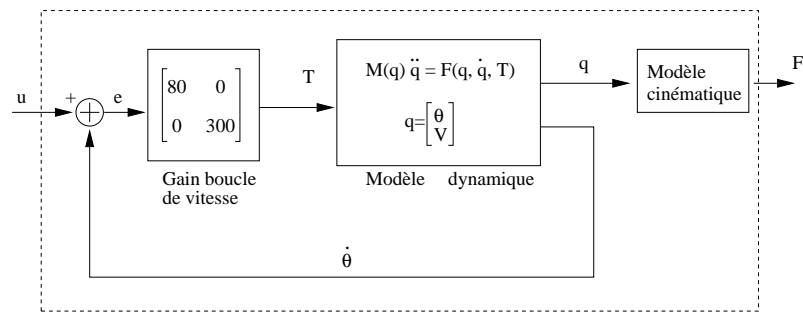 u
+
e
80 0
0 300
Gain boucle
de vitesse
T
M(q) q̈ = F(q, q̇, T)
q= θ
V
Modèle dynamique
q
Modèle
cinématique
F
θ̇